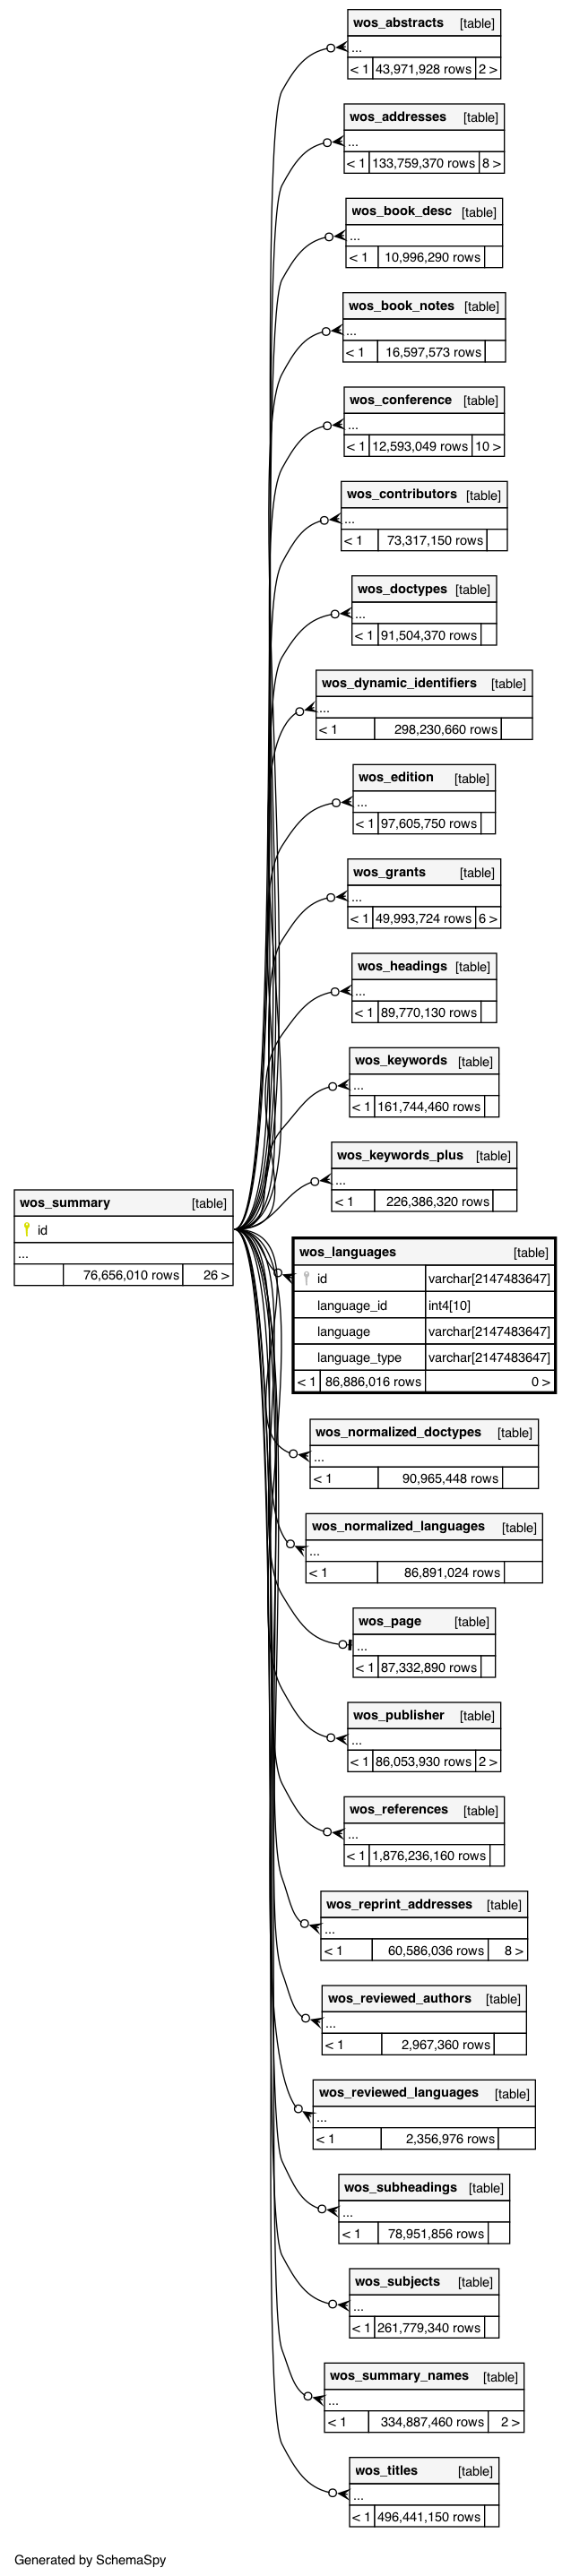 wos_abstracts [table]
...
< 1 43,971,928 rows 2 >
wos_addresses [table]
...
< 1 133,759,370 rows 8 >
wos_book_desc [table]
...
< 1 10,996,290 rows
wos_book_notes [table]
...
< 1 16,597,573 rows
wos_conference [table]
...
< 1 12,593,049 rows 10 >
wos_contributors [table]
...
< 1 73,317,150 rows
wos_doctypes [table]
...
< 1 91,504,370 rows
wos_dynamic_identifiers [table]
...
< 1 298,230,660 rows
wos_edition [table]
...
< 1 97,605,750 rows
wos_grants [table]
...
< 1 49,993,724 rows 6 >
wos_headings [table]
...
< 1 89,770,130 rows
wos_keywords [table]
...
< 1 161,744,460 rows
wos_keywords_plus [table]
...
< 1 226,386,320 rows
wos_summary [table]
id
...
76,656,010 rows 26 >
wos_languages [table]
id varchar[2147483647]
language_id int4[10]
language varchar[2147483647]
language_type varchar[2147483647]
< 1 86,886,016 rows 0 >
wos_normalized_doctypes [table]
...
< 1 90,965,448 rows
wos_normalized_languages [table]
...
< 1 86,891,024 rows
wos_page [table]
...
< 1 87,332,890 rows
wos_publisher [table]
...
< 1 86,053,930 rows 2 >
wos_references [table]
...
< 1 1,876,236,160 rows
wos_reprint_addresses [table]
...
< 1 60,586,036 rows 8 >
wos_reviewed_authors [table]
...
< 1 2,967,360 rows
wos_reviewed_languages [table]
...
< 1 2,356,976 rows
wos_subheadings [table]
...
< 1 78,951,856 rows
wos_subjects [table]
...
< 1 261,779,340 rows
wos_summary_names [table]
...
< 1 334,887,460 rows 2 >
wos_titles [table]
...
< 1 496,441,150 rows
Generated by SchemaSpy